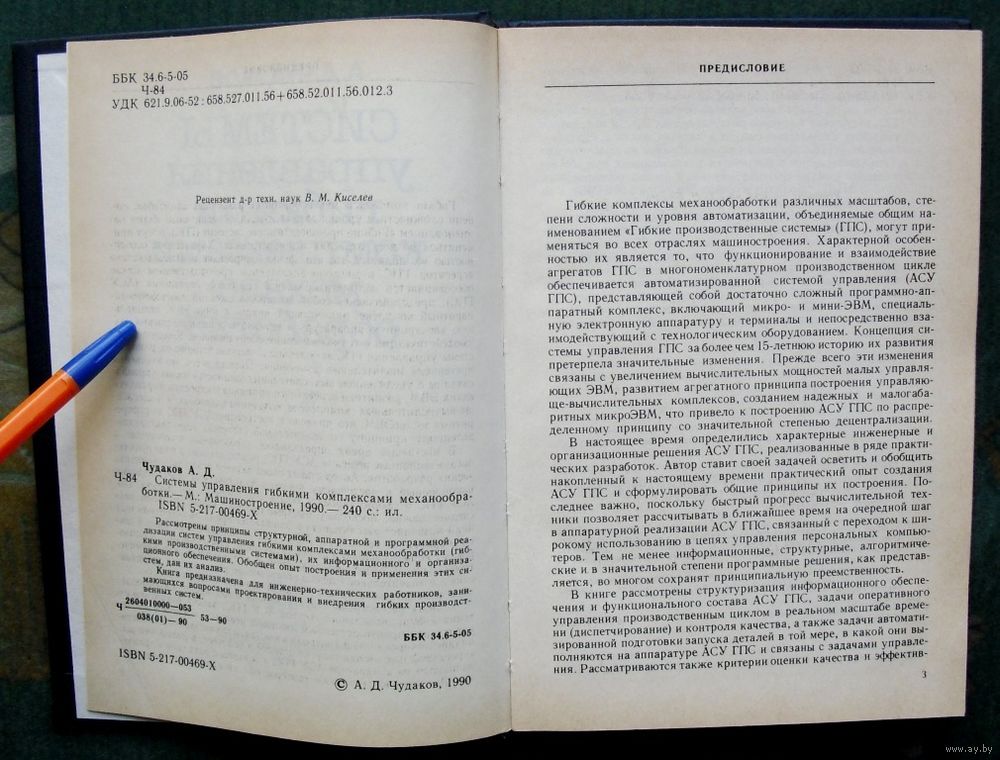 ББК 34.6-5-05
Ч-84
УДК 621.9.06-52 : 658.527.011.56 + 658.52.011.56.012.3
Рецензент д-р техн. наук В. М. Киселев
Чудаков А. Д.
Ч-84
Системы управления гибкими комплексами механообра-
ботки.— М.: Машиностроение, 1990.— 240 с.: ил.
ISBN 5-217-00469-X
Рассмотрены принципы структурной, аппаратной и программной реа-
лизации систем управления гибкими комплексами механообработки (гиб-
кими производственными системами), их информационного и организа-
ционного обеспечения. Обобщен опыт построения и применения этих си-
стем, дан их анализ.
Книга предназначена для инженерно-технических работников, зани-
мающихся вопросами проектирования и внедрения гибких производст-
венных систем.
Ч 2604010000—053
038(01)—90 53—90
ББК 34.6-5-05
ISBN 5-217-00469-X
© А. Д. Чудаков, 1990
ПРЕДИСЛОВИЕ
Гибкие комплексы механообработки различных масштабов, сте-
пени сложности и уровня автоматизации, объединяемые общим на-
именованием «Гибкие производственные системы» (ГПС), могут при-
меняться во всех отраслях машиностроения. Характерной особен-
ностью их является то, что функционирование и взаимодействие
агрегатов ГПС в многономенклатурном производственном цикле
обеспечивается автоматизированной системой управления (АСУ
ГПС), представляющей собой достаточно сложный программно-ап-
паратный комплекс, включающий микро- и мини-ЭВМ, специаль-
ную электронную аппаратуру и терминалы и непосредственно вза-
имодействующий с технологическим оборудованием. Концепция си-
стемы управления ГПС за более чем 15-летнюю историю их развития
претерпела значительные изменения. Прежде всего эти изменения
связаны с увеличением вычислительных мощностей малых управля-
ющих ЭВМ, развитием агрегатного принципа построения управляю-
ще-вычислительных комплексов, созданием надежных и малогаба-
ритных микроЭВМ, что привело к построению АСУ ГПС по распре-
деленному принципу со значительной степенью децентрализации.
В настоящее время определились характерные инженерные и
организационные решения АСУ ГПС, реализованные в ряде практи-
ческих разработок. Автор ставит своей задачей осветить и обобщить
накопленный к настоящему времени практический опыт создания
АСУ ГПС и сформулировать общие принципы их построения. По-
следнее важно, поскольку быстрый прогресс вычислительной тех-
ники позволяет рассчитывать в ближайшее время на очередной шаг
в аппаратурной реализации АСУ ГПС, связанный с переходом к ши-
рокому использованию в цепях управления персональных компью-
теров. Тем не менее информационные, структурные, алгоритмиче-
ские и в значительной степени программные решения, как представ-
ляется, во многом сохранят принципиальную преемственность.
В книге рассмотрены структуризация информационного обеспе-
чения и функционального состава АСУ ГПС, задачи оперативного
управления производственным циклом в реальном масштабе време-
ни (диспетчирование) и контроля качества, а также задачи автомати-
зированной подготовки запуска деталей в той мере, в какой они вы-
полняются на аппаратуре АСУ ГПС и связаны с задачами управле-
ния. Рассматриваются также критерии оценки качества и эффектив-
3
www.ay.by